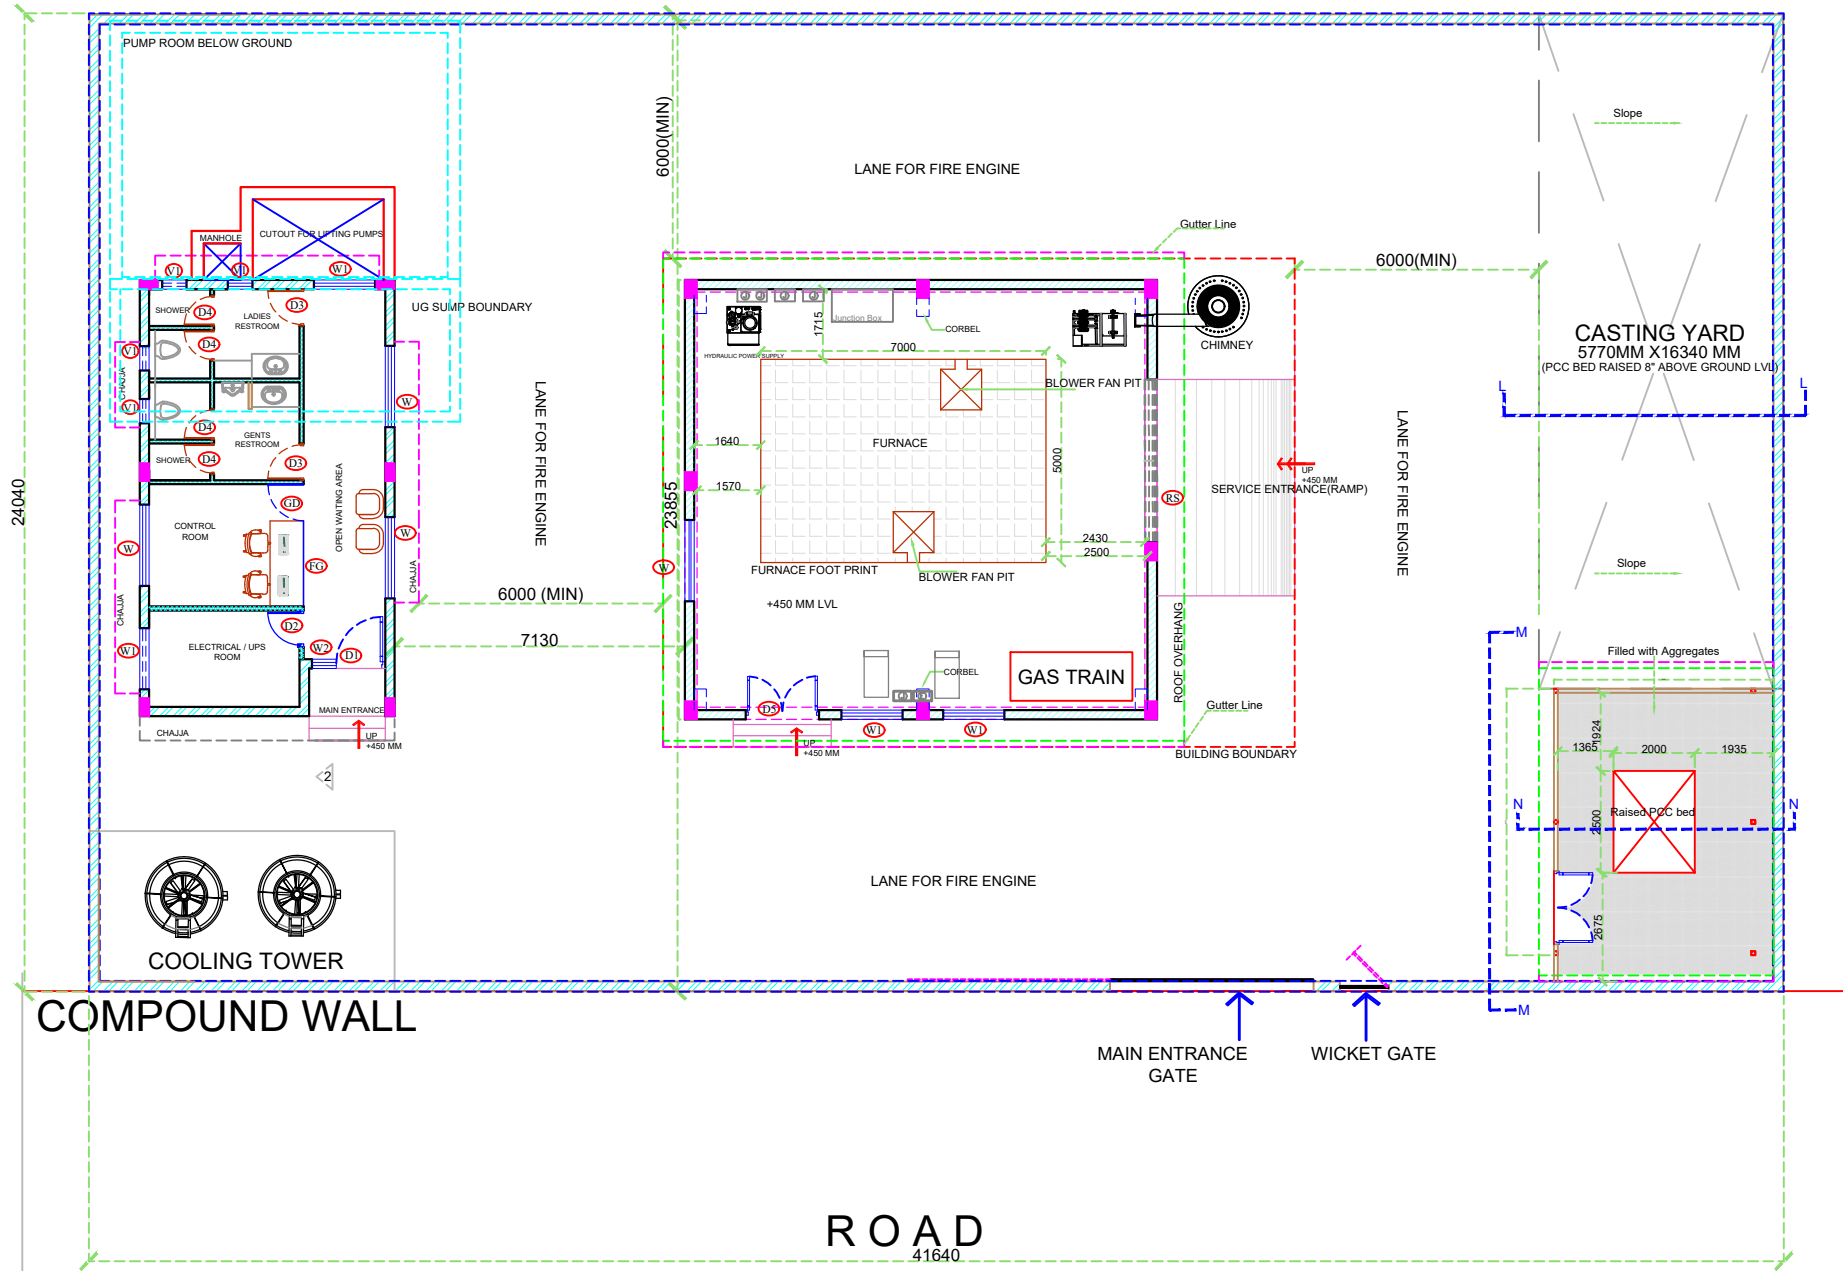 PUMP ROOM BELOW GROUND
6000(MIN)
LANE FOR FIRE ENGINE
Slope
Gutter Line
MANHOLE
CUTOUT FOR LIFTING PUMPS
V1
V1
W1
6000(MIN)
UG SUMP BOUNDARY
SHOWER
D4
LADIES
RESTROOM
D3
D4
V1
CHAJJA
V1
W
D4
GENTS
RESTROOM
SHOWER
D4
D3
1715
Junction Box
CORBEL
HYDRAULIC POWER SUPPLY
7000
CHIMNEY
BLOWER FAN PIT
CASTING YARD
5770MM X16340 MM
(PCC BED RAISED 8" ABOVE GROUND LVL)
L
L
LANE FOR FIRE ENGINE
LANE FOR FIRE ENGINE
1640
FURNACE
5000
1570
23855
24040
OPEN WAITING AREA
GD
CONTROL
ROOM
W
W
FG
CHAJJA
CHAJJA
RS
UP
+450 MM
SERVICE ENTRANCE(RAMP)
2430
2500
W
FURNACE FOOT PRINT
BLOWER FAN PIT
Slope
6000 (MIN)
+450 MM LVL
7130
D2
ELECTRICAL / UPS
ROOM
W2
D1
W1
M
CORBEL
GAS TRAIN
ROOF OVERHANG
Filled with Aggregates
MAIN ENTRANCE
CHAJJA
UP
+450 MM
2
D5
W1
W1
UP
+450 MM
Gutter Line
BUILDING BOUNDARY
1924
1365
2000
1935
N
N
Raised PCC bed
2500
2675
LANE FOR FIRE ENGINE
COOLING TOWER
COMPOUND WALL
M
MAIN ENTRANCE
GATE
WICKET GATE
ROAD
41640